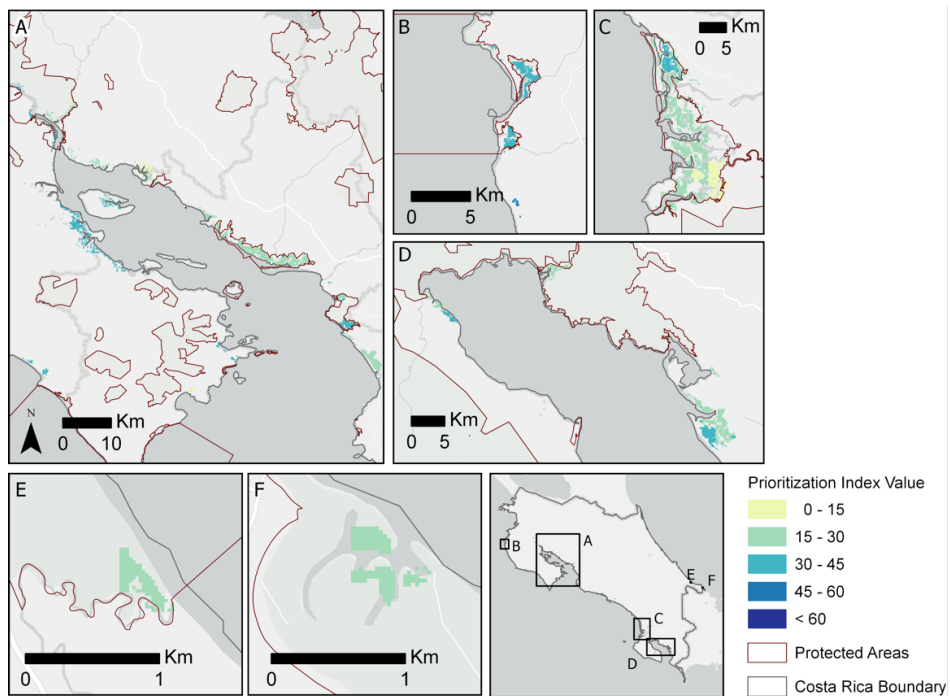 A
N
Km
0 10
B
0 5
Km
C
Km
0 5
D
Km
0 5
E
Km
0 1
F
Km
0 1
A
B
C
D
E
F
Prioritization Index Value
0 - 15
15 - 30
30 - 45
45 - 60
< 60
Protected Areas
Costa Rica Boundary